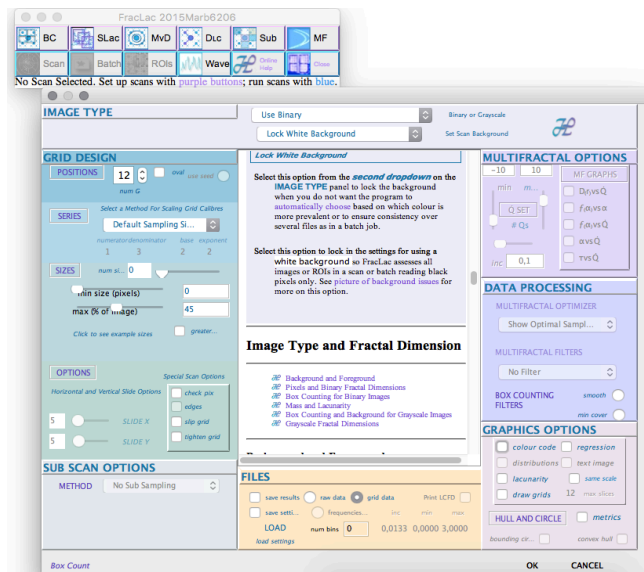 FracLac 2015Marb6206
BC SLac MvD DLC Sub MF
Scan Batch ROIs Wave Online Help Close
No Scan Selected. Set up scans with purple buttons; run scans with blue.
IMAGE TYPE
Use Binary
Binary or Grayscale
Lock White Background
Set Scan Background
GRID DESIGN
POSITIONS 12 oval use seed
num G
SERIES
Select a Method For Scaling Grid Calibres
Default Sampling Si...
numerator denominator base exponent
1 3 2 2
SIZES num si... 0
min size (pixels) 0
max (% of image) 45
Click to see example sizes greater...
OPTIONS
Special Scan Options
Horizontal and Vertical Slide Options
check pix
edges
5 SLIDE X
slip grid
5 SLIDE Y
tighten grid
SUB SCAN OPTIONS
METHOD No Sub Sampling
Lock White Background
Select this option from the second dropdown on the
IMAGE TYPE panel to lock the background
when you do not want the program to
automatically choose based on which colour is
more prevalent or to ensure consistency over
several files as in a batch job.
Select this option to lock in the settings for using a
white background so FracLac assesses all
images or ROIs in a scan or batch reading black
pixels only. See picture of background issues for
more on this option.
Image Type and Fractal Dimension
Background and Foreground
Pixels and Binary Fractal Dimensions
Box Counting for Binary Images
Mass and Lacunarity
Box Counting and Background for Grayscale Images
Grayscale Fractal Dimensions
FILES
save results raw data grid data Print LCFD
save setti... frequencies... inc min max
LOAD num bins 0 0,0133 0,0000 3,0000
load settings
MULTIFRACTAL OPTIONS
-10 10
min m...
Q SET
# Qs
inc 0,1
MF GRAPHS
DqvsQ
f(α)vsα
f(α)vsQ
αvsQ
τvsQ
DATA PROCESSING
MULTIFRACTAL OPTIMIZER
Show Optimal Sampl...
MULTIFRACTAL FILTERS
No Filter
BOX COUNTING FILTERS
smooth
min cover
GRAPHICS OPTIONS
colour code regression
distributions text image
lacunarity same scale
draw grids 12 max slices
HULL AND CIRCLE metrics
bounding cir... convex hull
Box Count
OK CANCEL